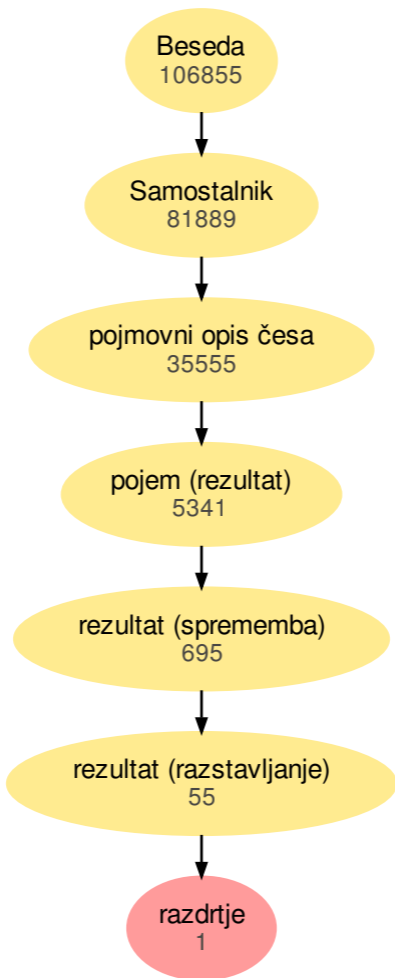 Beseda
106855
Samostalnik
81889
pojmovni opis česa
35555
pojem (rezultat)
5341
rezultat (sprememba)
695
rezultat (razstavljanje)
55
razdrtje
1